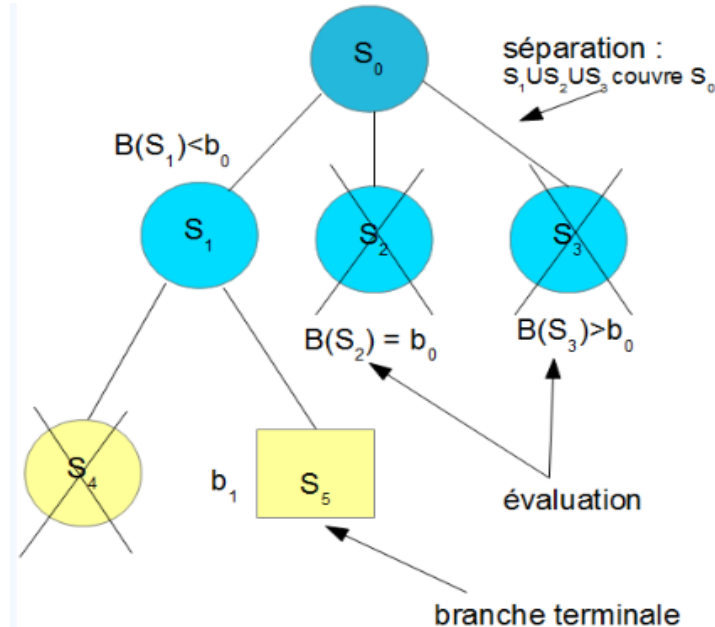 S₀
séparation :
S₁US₂US₃ couvre S₀
B(S₁)<b₀
S₁
S₂
S₃
B(S₂) = b₀
B(S₃)>b₀
S₄
b₁
S₅
évaluation
branche terminale